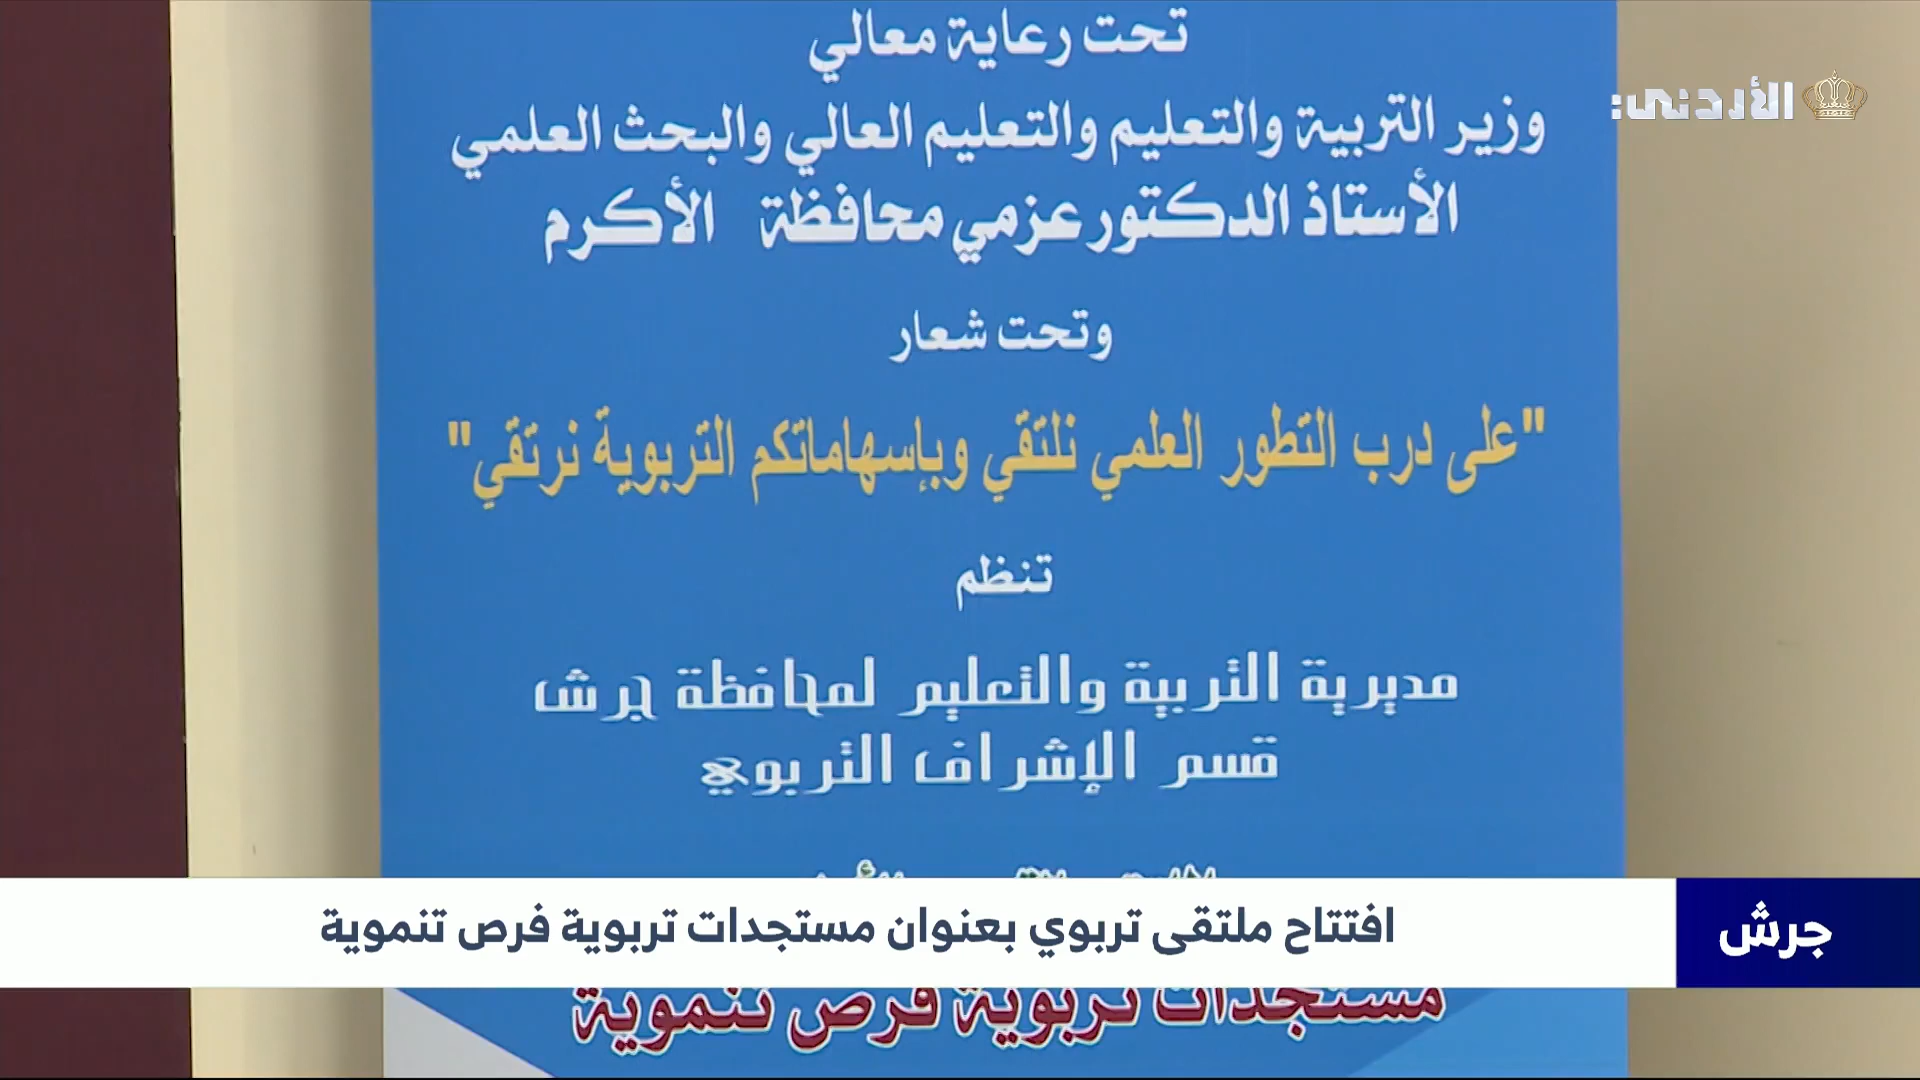 تحت رعاية معالي
الأردني:
وزير التربية والتعليم والتعليم العالي والبحث العلمي
الأستاذ الدكتور عزمي محافظة الأكرم
وتحت شعار
"على درب التطور العلمي نلتقي وبإسهاماتكم التربوية نرتقي"
تنظم
مديرية التربية والتعليم لمحافظة جرش
قسم الإشراف التربوي
جرش
افتتاح ملتقى تربوي بعنوان مستجدات تربوية فرص تنموية
مستجدات تربوية فرص تنموية